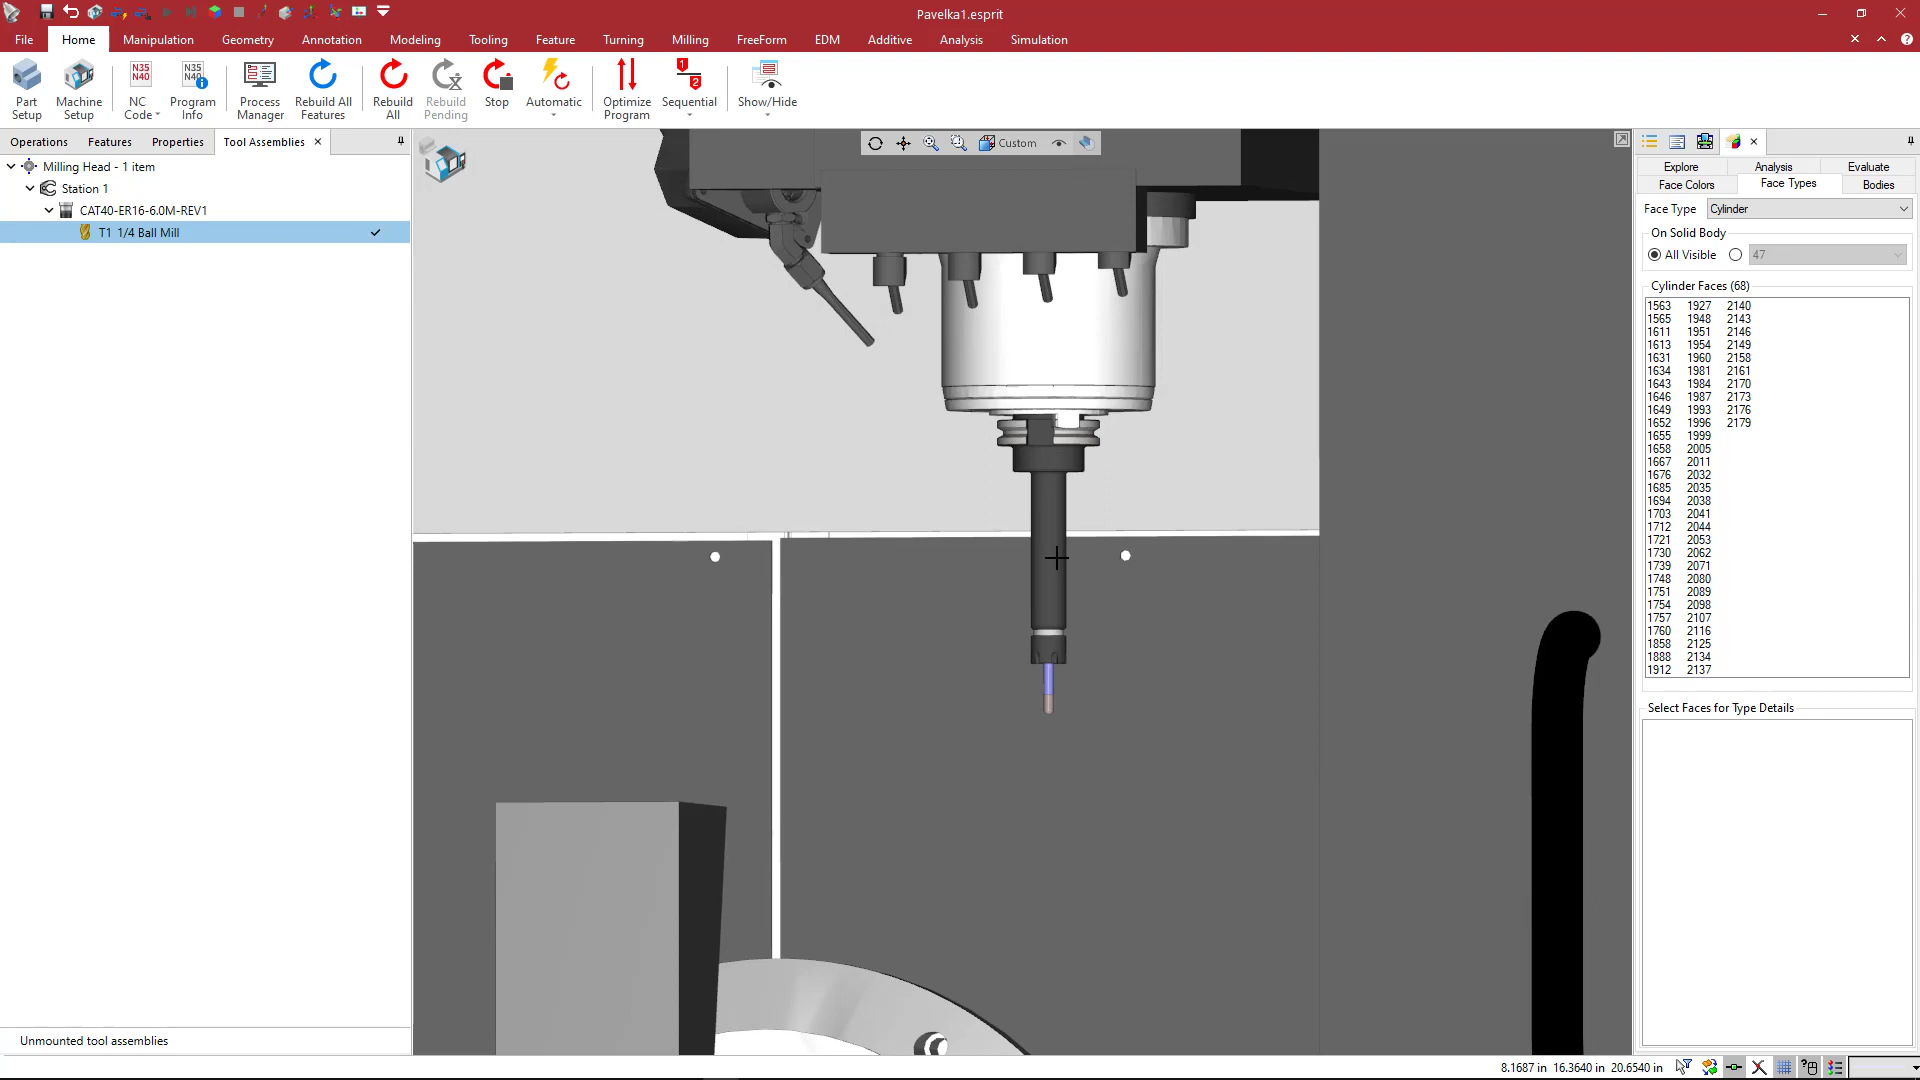 Pavelka1.esprit
File Home Manipulation Geometry Annotation Modeling Tooling Feature Turning Milling FreeForm EDM Additive Analysis Simulation
N35 N40
N35 N40
1 2
Part Setup
Machine Setup
NC Code
Program Info
Process Manager
Rebuild All Features
Rebuild All
Rebuild Pending
Stop
Automatic
Optimize Program
Sequential
Show/Hide
Operations Features Properties Tool Assemblies
Milling Head - 1 item
Station 1
CAT40-ER16-6.0M-REV1
T1 1/4 Ball Mill
Unmounted tool assemblies
Custom
Explore Analysis Evaluate
Face Colors Face Types Bodies
Face Type Cylinder
On Solid Body
All Visible 47
Cylinder Faces (68)
1563 1927 2140
1565 1948 2143
1611 1951 2146
1613 1954 2149
1631 1960 2158
1634 1981 2161
1643 1984 2170
1646 1987 2173
1649 1993 2176
1652 1996 2179
1655 1999
1658 2005
1667 2011
1676 2032
1685 2035
1694 2038
1703 2041
1712 2044
1721 2053
1730 2062
1739 2071
1748 2080
1751 2089
1754 2098
1757 2107
1760 2116
1858 2125
1888 2134
1912 2137
Select Faces for Type Details
8.1687 in 16.3640 in 20.6540 in